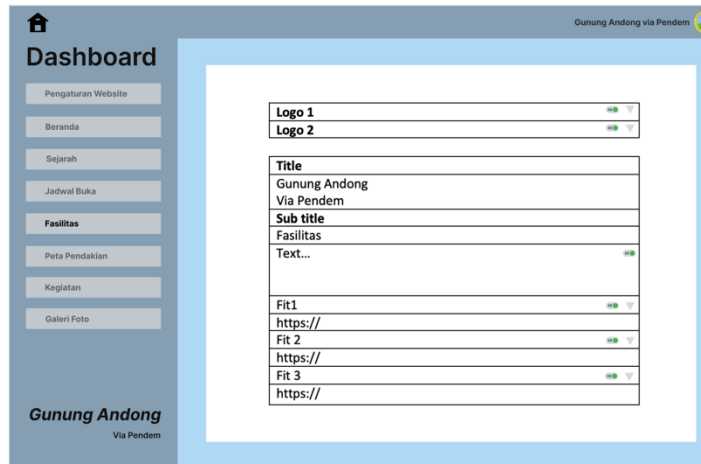 Gunung Andong via Pendem
Dashboard
Pengaturan Website
Beranda
Sejarah
Jadwal Buka
Fasilitas
Peta Pendakian
Kegiatan
Galeri Foto
Gunung Andong
Via Pendem
Logo 1
Logo 2
Title
Gunung Andong
Via Pendem
Sub title
Fasilitas
Text...
Fit1
https://
Fit 2
https://
Fit 3
https://